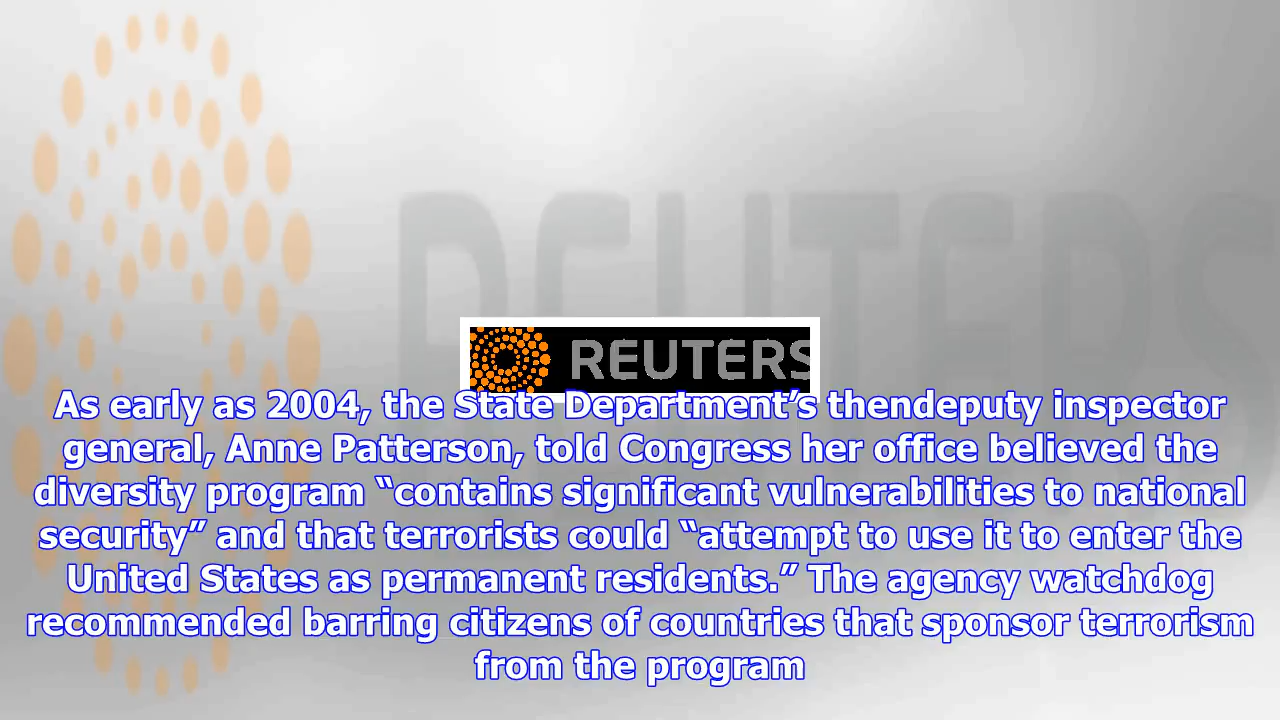 REUTERS
REUTERS
As early as 2004, the State Department’s thendeputy inspector
general, Anne Patterson, told Congress her office believed the
diversity program “contains significant vulnerabilities to national
security” and that terrorists could “attempt to use it to enter the
United States as permanent residents.” The agency watchdog
recommended barring citizens of countries that sponsor terrorism
from the program